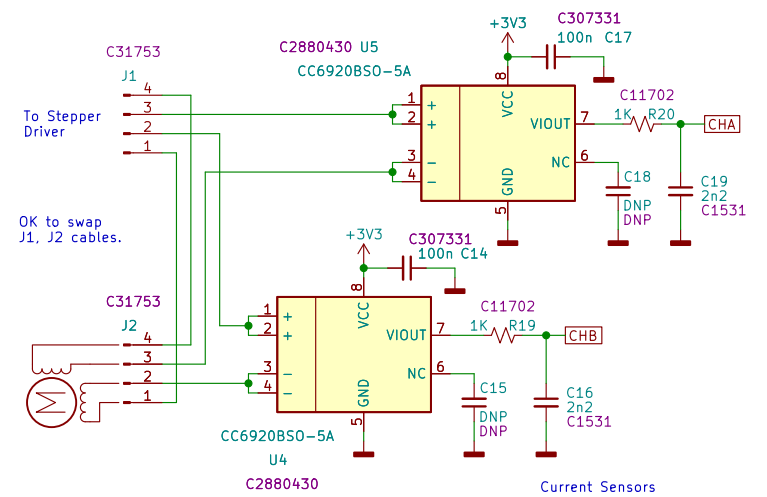 +3V3
C307331
100n C17
C31753
J1
C2880430 U5
CC6920BSO-5A
4
3
2
1
To Stepper
Driver
8
VCC
1 +
2 +
3 −
4 −
VIOUT 7
NC 6
GND
5
C11702
1K R20
CHA
C18
DNP
DNP
C19
2n2
C1531
OK to swap
J1, J2 cables.
+3V3
C307331
100n C14
C31753
J2
4
3
2
1
M
8
VCC
1 +
2 +
3 −
4 −
VIOUT 7
NC 6
GND
5
C11702
1K R19
CHB
C15
DNP
DNP
C16
2n2
C1531
CC6920BSO-5A
U4
C2880430
Current Sensors